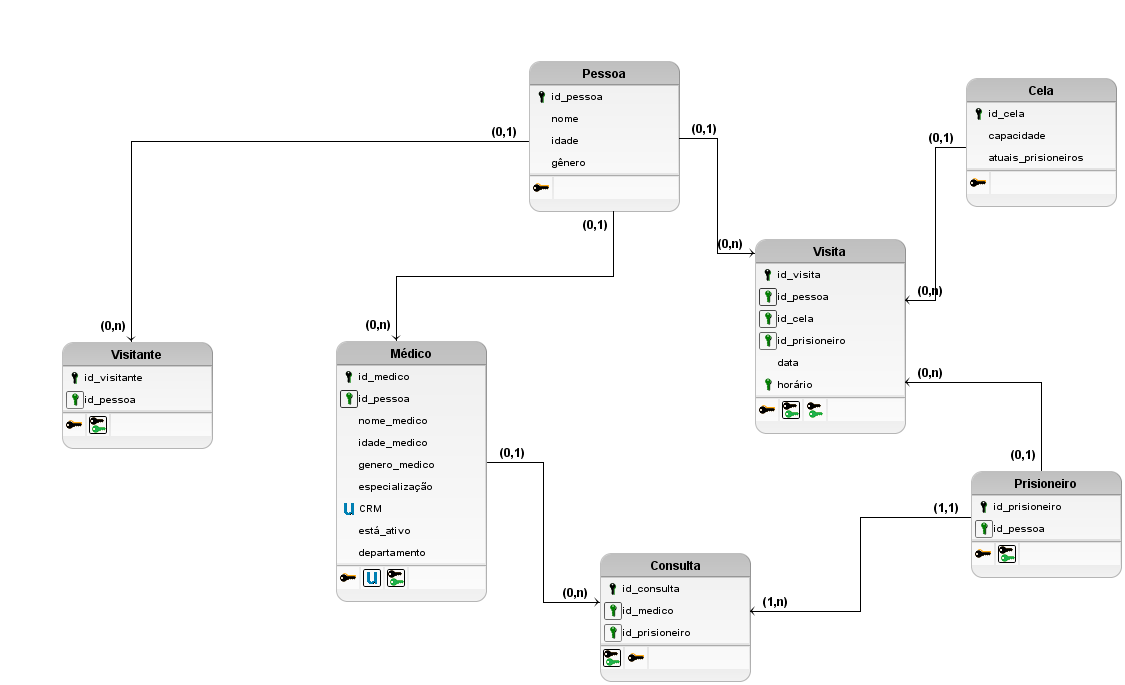 Pessoa
id_pessoa
nome
idade
gênero
(0,1)
(0,1)
(0,1)
Cela
id_cela
capacidade
atuais_prisioneiros
(0,1)
(0,n)
Visita
id_visita
id_pessoa
id_cela
id_prisioneiro
data
horário
(0,n)
(0,n)
(0,n)
Visitante
id_visitante
id_pessoa
(0,n)
Médico
id_medico
id_pessoa
nome_medico
idade_medico
genero_medico
especialização
u CRM
está_ativo
departamento
u
(0,1)
(0,1)
Prisioneiro
id_prisioneiro
id_pessoa
(1,1)
Consulta
id_consulta
id_medico
id_prisioneiro
(0,n)
(1,n)